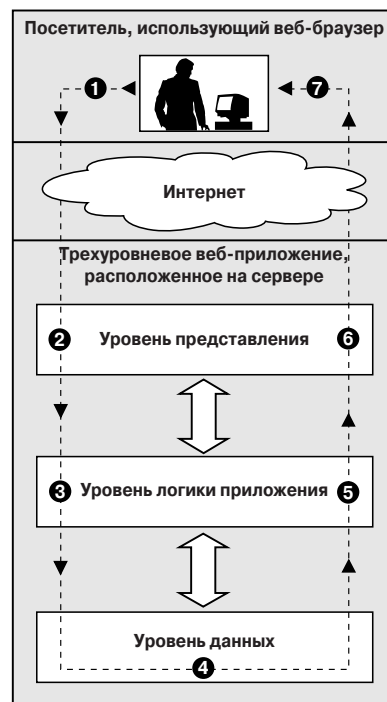 Посетитель, использующий веб-браузер
1 7
Интернет
Трехуровневое веб-приложение,
расположенное на сервере
2 Уровень представления 6
3 Уровень логики приложения 5
Уровень данных
4